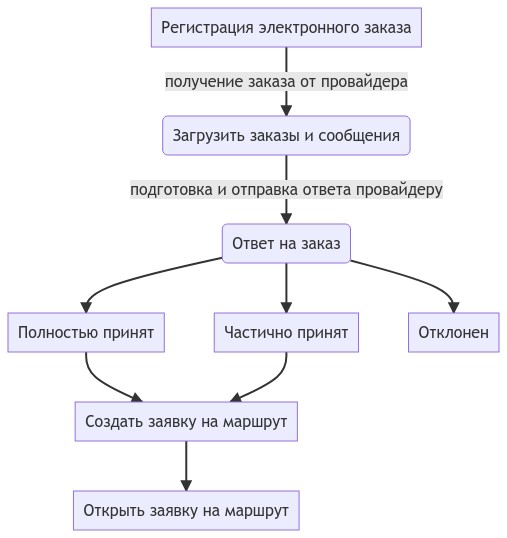 Регистрация электронного заказа
получение заказа от провайдера
Загрузить заказы и сообщения
подготовка и отправка ответа провайдеру
Ответ на заказ
Полностью принят
Частично принят
Отклонен
Создать заявку на маршрут
Открыть заявку на маршрут